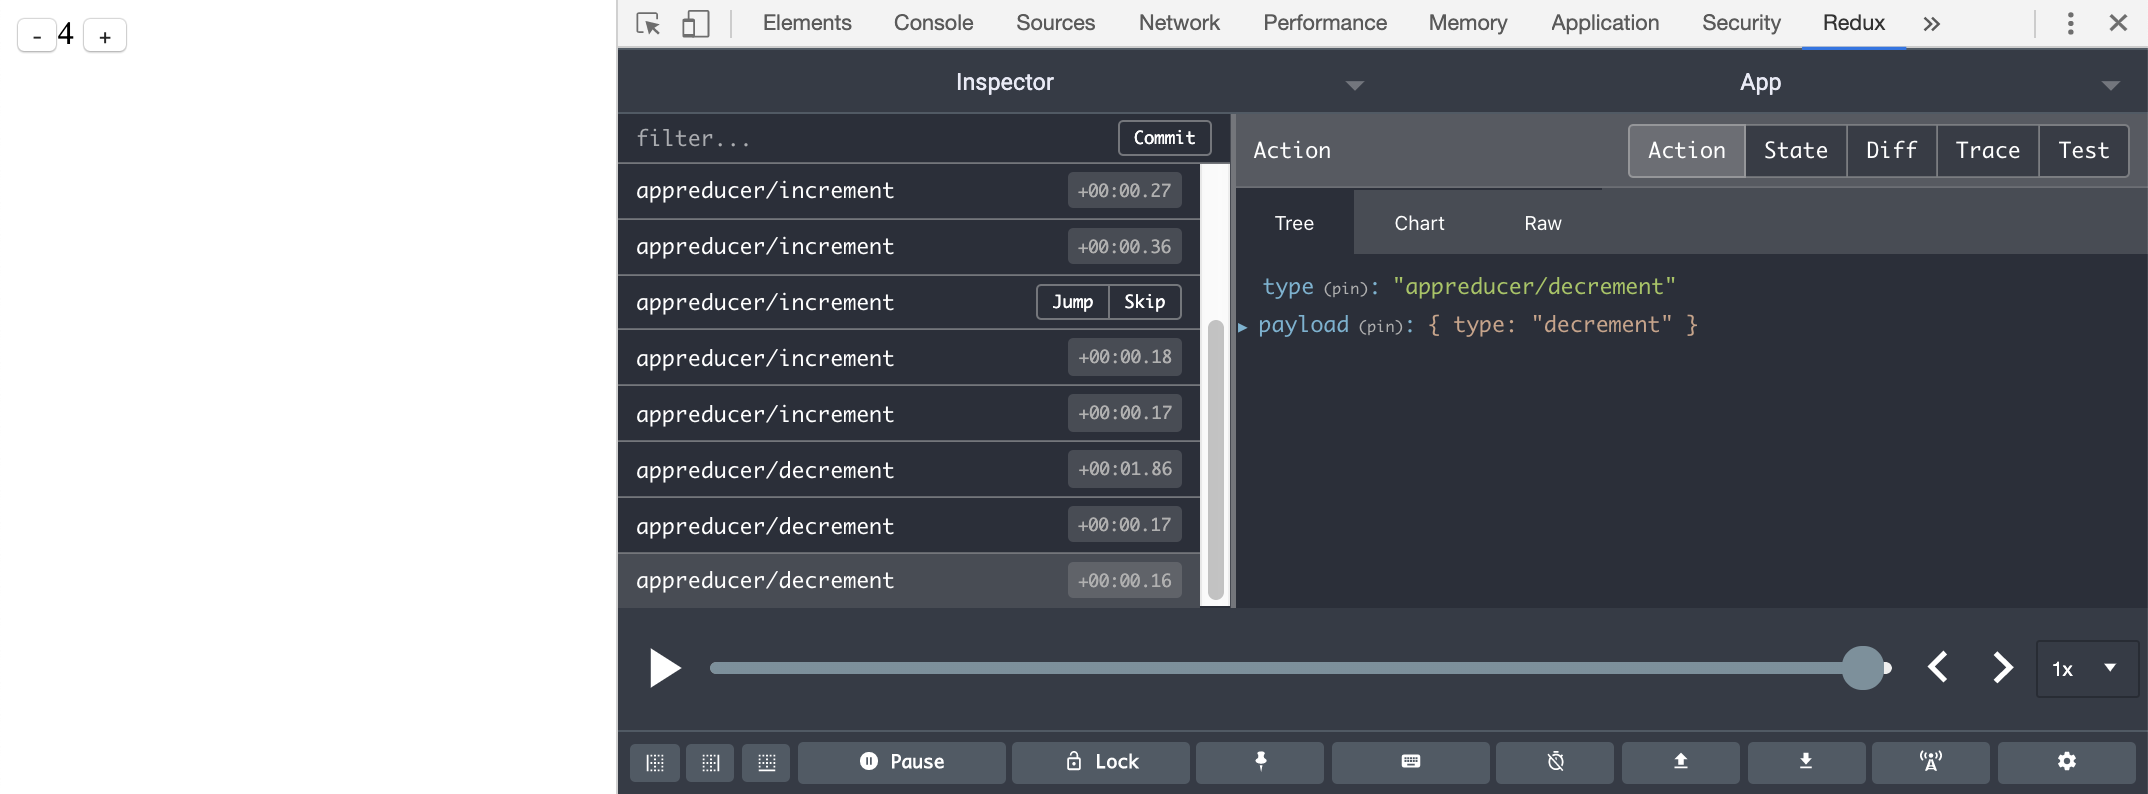 - 4 +
Elements Console Sources Network Performance Memory Application Security Redux »
Inspector App
filter... Commit
Action Action State Diff Trace Test
appreducer/increment +00:00.27
Tree Chart Raw
appreducer/increment +00:00.36
type (pin): "appreducer/decrement"
appreducer/increment Jump Skip
payload (pin): { type: "decrement" }
appreducer/increment +00:00.18
appreducer/increment +00:00.17
appreducer/decrement +00:01.86
appreducer/decrement +00:00.17
appreducer/decrement +00:00.16
1x
Pause Lock